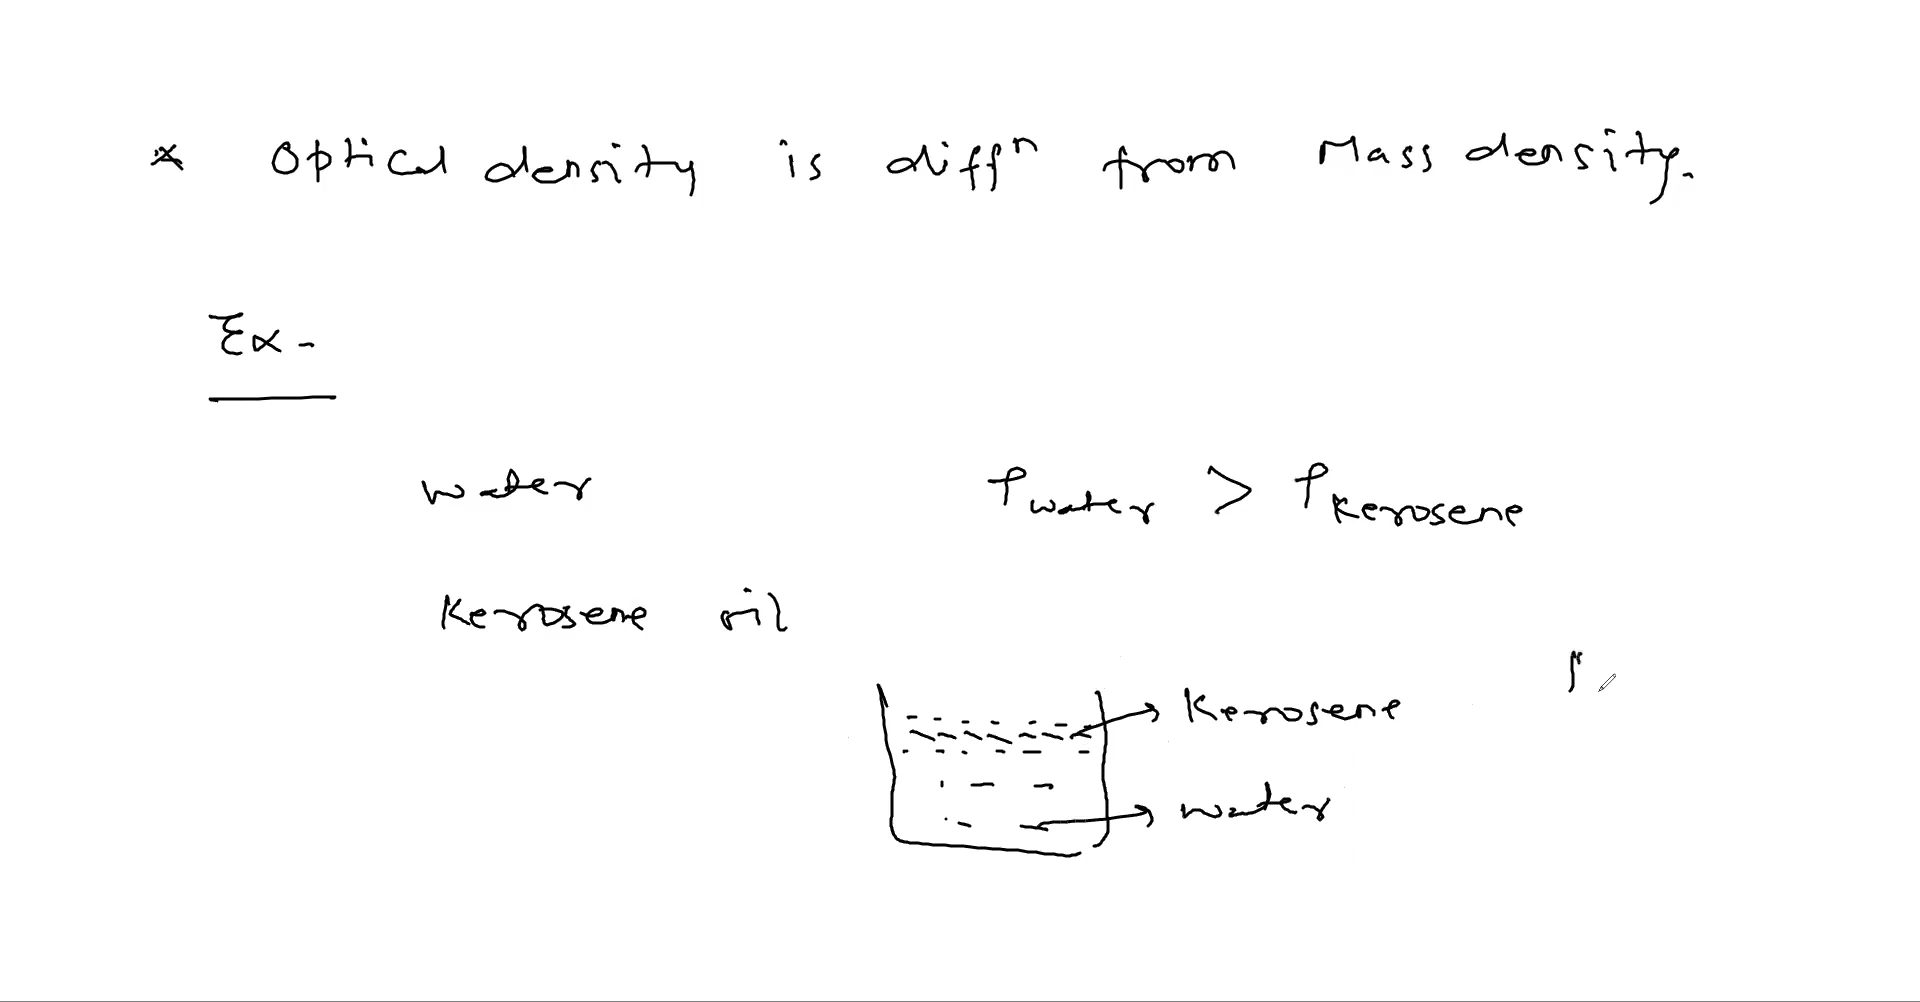 * Optical density is diffⁿ from Mass density.
Ex -
water ρwater > ρKerosene
Kerosene oil
Kerosene
water